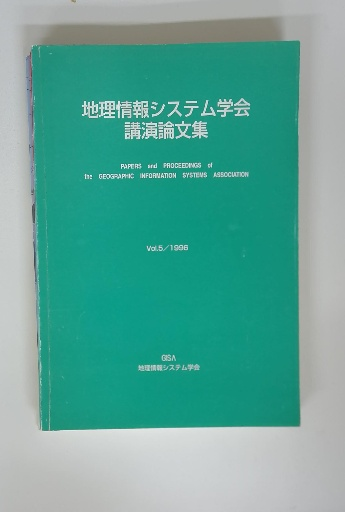 地理情報システム学会
講演論文集
PAPERS and PROCEEDINGS of
the GEOGRAPHIC INFORMATION SYSTEMS ASSOCIATION
Vol.5／1996
GISA
地理情報システム学会